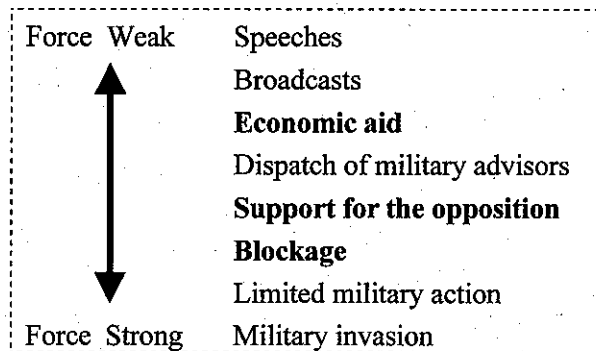 Force Weak Speeches
Broadcasts
Economic aid
Dispatch of military advisors
Support for the opposition
Blockage
Limited military action
Force Strong Military invasion